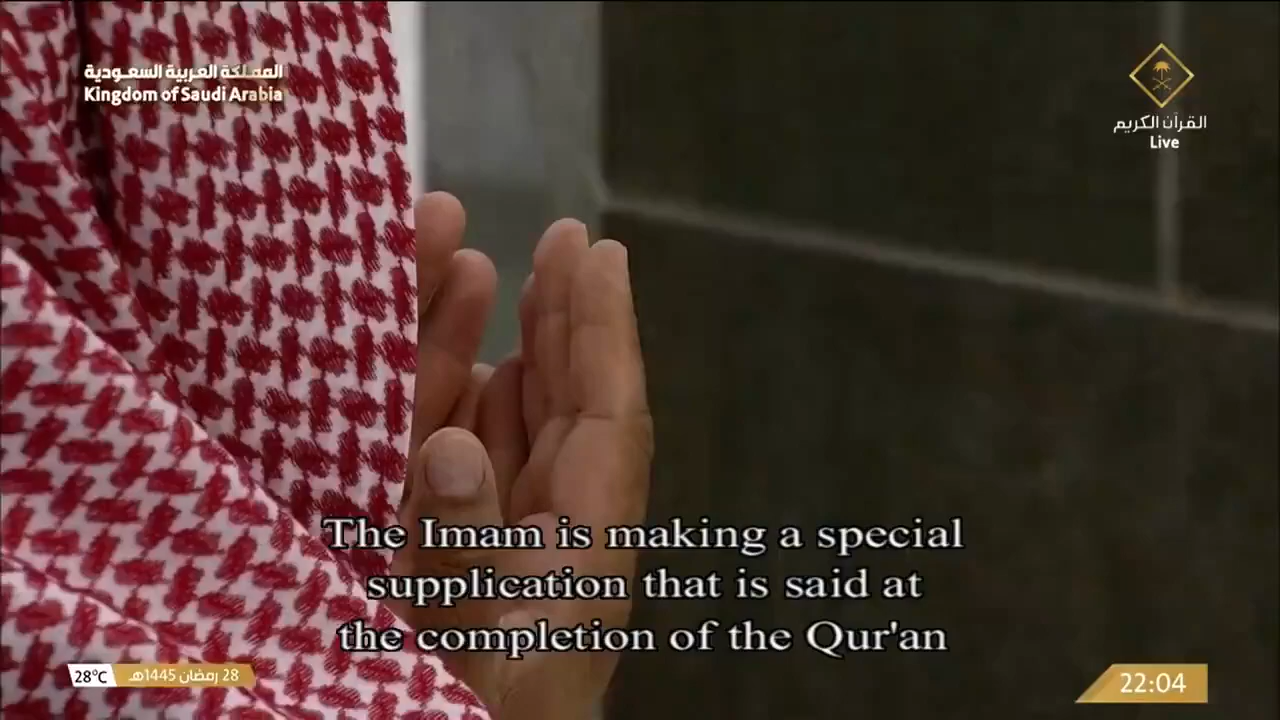 المملكة العربية السعودية
Kingdom of Saudi Arabia
القرآن الكريم
Live
The Imam is making a special
supplication that is said at
the completion of the Qur'an
28°C
28 رمضان 1445هـ
22:04